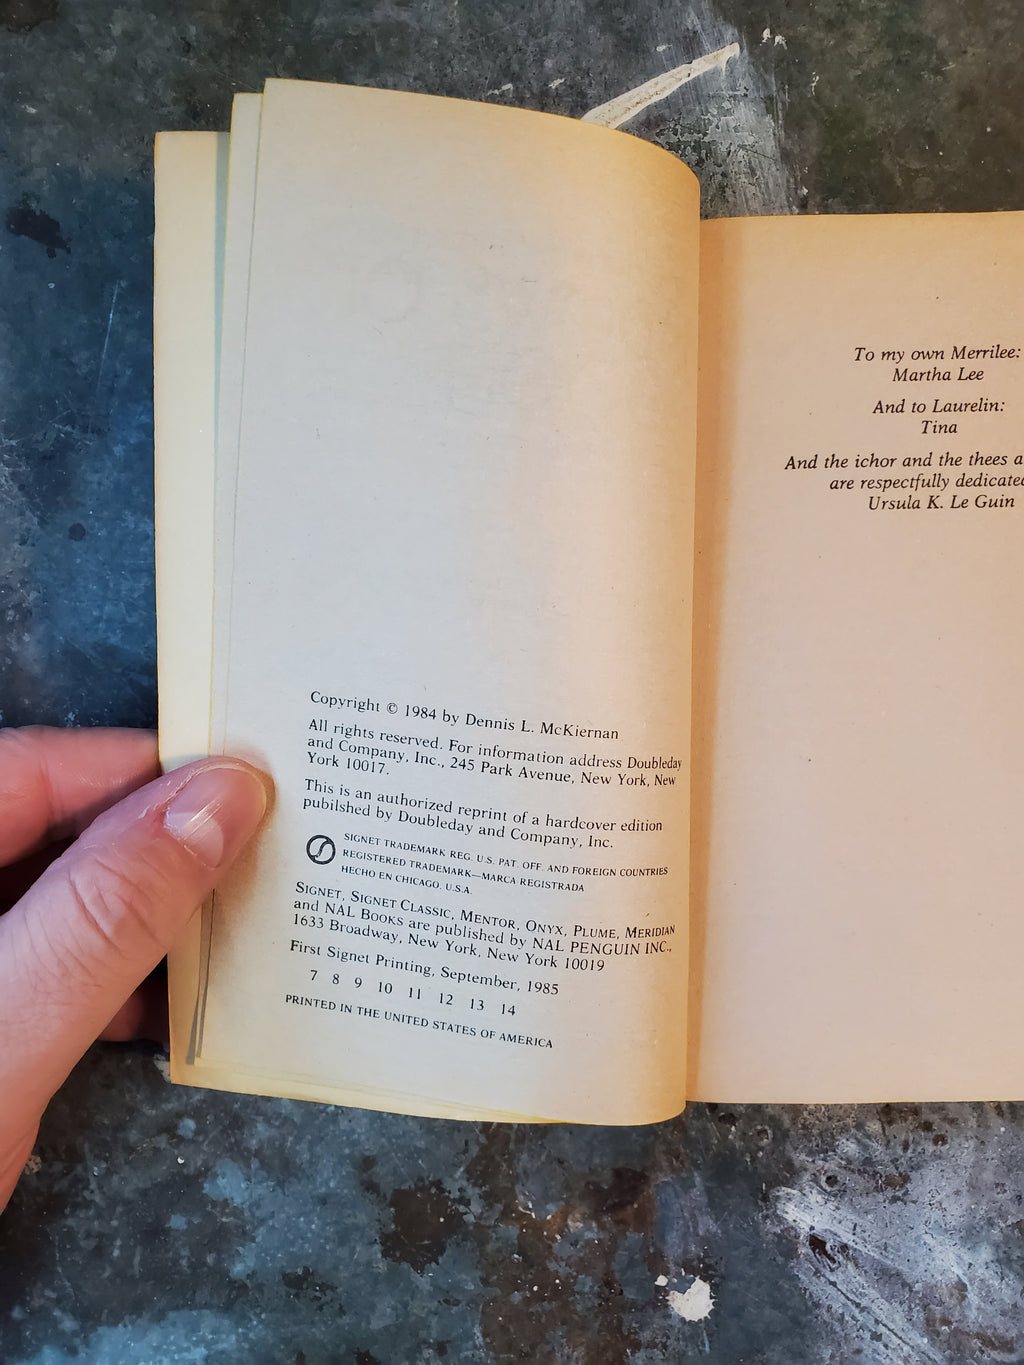 Copyright © 1984 by Dennis L. McKiernan
All rights reserved. For information address Doubleday
and Company, Inc., 245 Park Avenue, New York, New
York 10017.
This is an authorized reprint of a hardcover edition
pubilshed by Doubleday and Company, Inc.
SIGNET TRADEMARK REG. U.S. PAT. OFF. AND FOREIGN COUNTRIES
REGISTERED TRADEMARK—MARCA REGISTRADA
HECHO EN CHICAGO, U.S.A.
SIGNET, SIGNET CLASSIC, MENTOR, ONYX, PLUME, MERIDIAN
and NAL BOOKS are published by NAL PENGUIN INC.,
1633 Broadway, New York, New York 10019
First Signet Printing, September, 1985
7 8 9 10 11 12 13 14
PRINTED IN THE UNITED STATES OF AMERICA
To my own Merrilee:
Martha Lee
And to Laurelin:
Tina
And the ichor and the thees
are respectfully dedicated
Ursula K. Le Guin